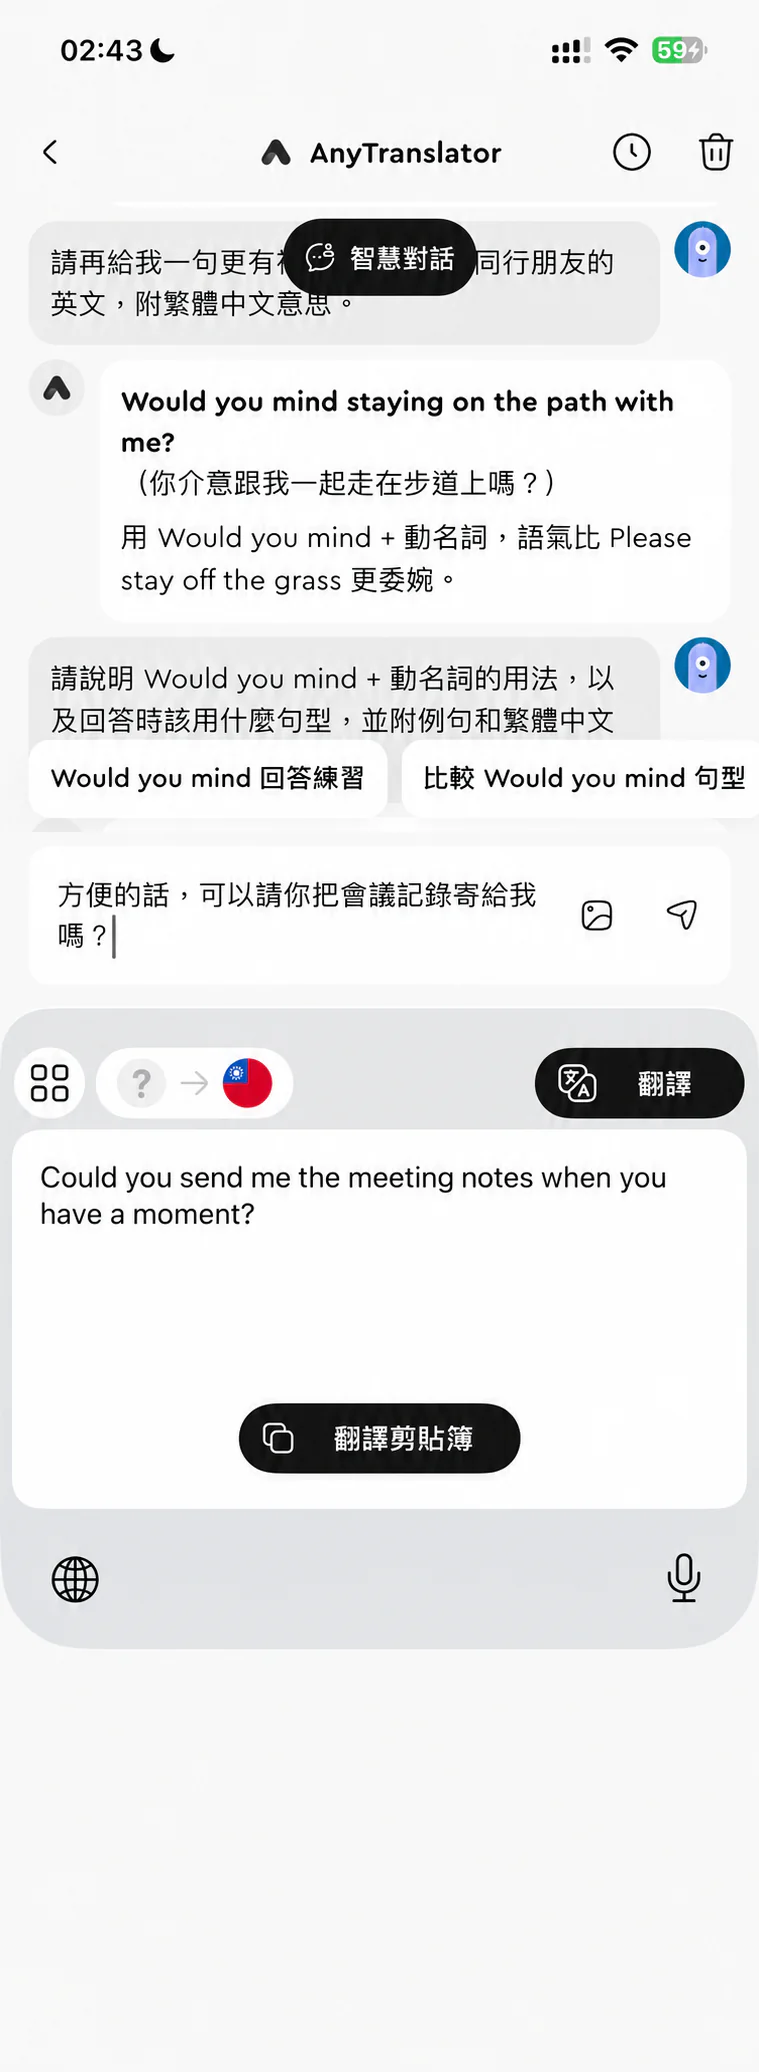 02:43
59
AnyTranslator
智慧對話
請再給我一句更有 同行朋友的
英文，附繁體中文意思。
Would you mind staying on the path with
me?
（你介意跟我一起走在步道上嗎？）
用 Would you mind + 動名詞，語氣比 Please
stay off the grass 更委婉。
請說明 Would you mind + 動名詞的用法，以
及回答時該用什麼句型，並附例句和繁體中文
Would you mind 回答練習
比較 Would you mind 句型
方便的話，可以請你把會議記錄寄給我
嗎？
?
翻譯
Could you send me the meeting notes when you
have a moment?
翻譯剪貼簿